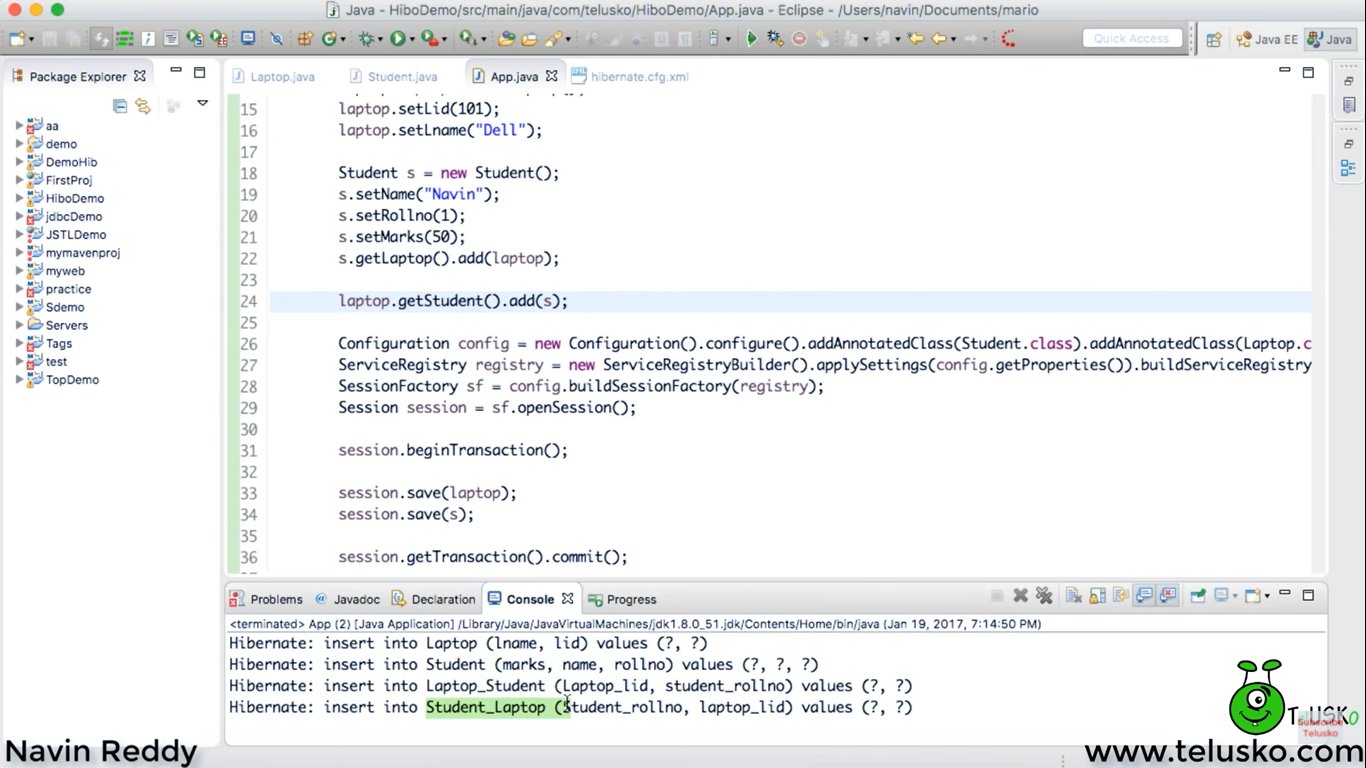 Java - HiboDemo/src/main/java/com/telusko/HiboDemo/App.java - Eclipse - /Users/navin/Documents/mario
Quick Access
Java EE
Java
Package Explorer
Laptop.java
Student.java
App.java
hibernate.cfg.xml
aa
demo
DemoHib
FirstProj
HiboDemo
jdbcDemo
JSTLDemo
mymavenproj
myweb
practice
Sdemo
Servers
Tags
test
TopDemo
15 laptop.setLid(101);
16 laptop.setLname("Dell");
17
18 Student s = new Student();
19 s.setName("Navin");
20 s.setRollno(1);
21 s.setMarks(50);
22 s.getLaptop().add(laptop);
23
24 laptop.getStudent().add(s);
25
26 Configuration config = new Configuration().configure().addAnnotatedClass(Student.class).addAnnotatedClass(Laptop.c
27 ServiceRegistry registry = new ServiceRegistryBuilder().applySettings(config.getProperties()).buildServiceRegistry
28 SessionFactory sf = config.buildSessionFactory(registry);
29 Session session = sf.openSession();
30
31 session.beginTransaction();
32
33 session.save(laptop);
34 session.save(s);
35
36 session.getTransaction().commit();
Problems
Javadoc
Declaration
Console
Progress
<terminated> App (2) [Java Application] /Library/Java/JavaVirtualMachines/jdk1.8.0_51.jdk/Contents/Home/bin/java (Jan 19, 2017, 7:14:50 PM)
Hibernate: insert into Laptop (lname, lid) values (?, ?)
Hibernate: insert into Student (marks, name, rollno) values (?, ?, ?)
Hibernate: insert into Laptop_Student (Laptop_lid, student_rollno) values (?, ?)
Hibernate: insert into Student_Laptop (Student_rollno, laptop_lid) values (?, ?)
Subscribe
Telusko
Navin Reddy
www.telusko.com